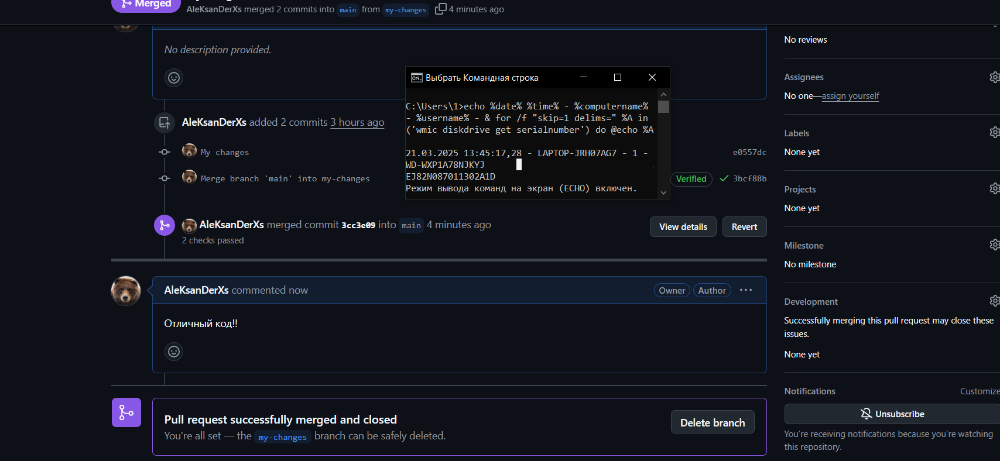 Merged
AleKsanDerXs merged 2 commits into main from my-changes 4 minutes ago
No description provided.
AleKsanDerXs added 2 commits 3 hours ago
My changes e0557dc
Merge branch 'main' into my-changes Verified 3bcf88b
AleKsanDerXs merged commit 3cc3e09 into main 4 minutes ago
View details Revert
2 checks passed
AleKsanDerXs commented now Owner Author
Отличный код!!
Pull request successfully merged and closed
You're all set — the my-changes branch can be safely deleted.
Delete branch
Выбрать Командная строка
C:\Users\1>echo %date% %time% - %computername%
- %username% - & for /f "skip=1 delims=" %A in
('wmic diskdrive get serialnumber') do @echo %A
21.03.2025 13:45:17,28 - LAPTOP-JRH07AG7 - 1 -
WD-WXP1A78NJKYJ
EJ82N087011302A1D
Режим вывода команд на экран (ECHO) включен.
No reviews
Assignees
No one—assign yourself
Labels
None yet
Projects
None yet
Milestone
No milestone
Development
Successfully merging this pull request may close these
issues.
None yet
Notifications Customize
Unsubscribe
You're receiving notifications because you're watching
this repository.